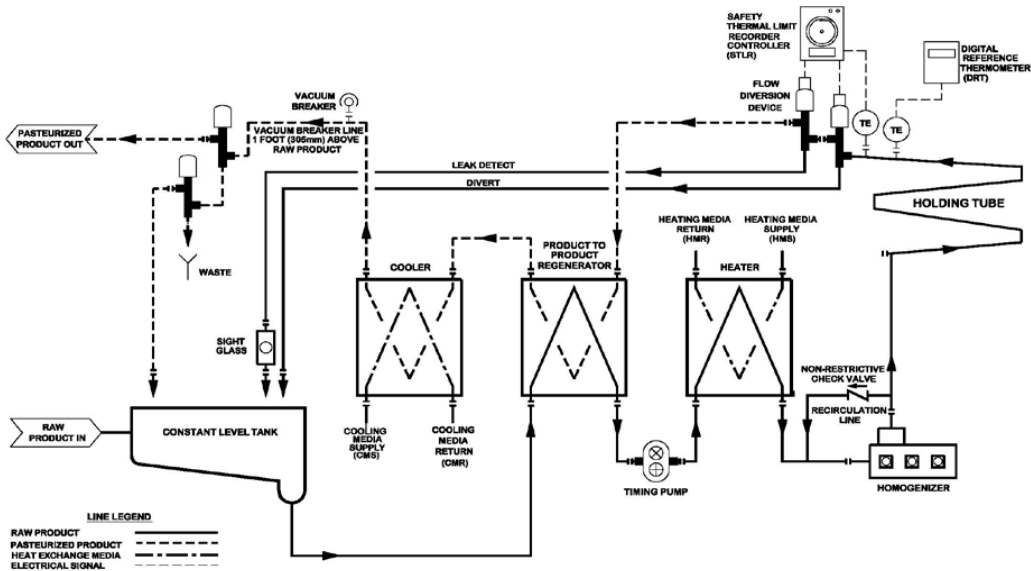 SAFETY
THERMAL LIMIT
RECORDER
CONTROLLER
(STLR)
DIGITAL
REFERENCE
THERMOMETER
(DRT)
FLOW
DIVERSION
DEVICE
TE
TE
VACUUM
BREAKER
VACUUM BREAKER LINE
1 FOOT (305mm) ABOVE
RAW PRODUCT
PASTEURIZED
PRODUCT OUT
LEAK DETECT
DIVERT
HOLDING TUBE
WASTE
HEATING MEDIA
RETURN
(HMR)
HEATING MEDIA
SUPPLY
(HMS)
COOLER
PRODUCT TO
PRODUCT
REGENERATOR
HEATER
SIGHT
GLASS
NON-RESTRICTIVE
CHECK VALVE
RECIRCULATION
LINE
RAW
PRODUCT IN
CONSTANT LEVEL TANK
COOLING
MEDIA
SUPPLY
(CMS)
COOLING
MEDIA
RETURN
(CMR)
TIMING PUMP
HOMOGENIZER
LINE LEGEND
RAW PRODUCT
PASTEURIZED PRODUCT
HEAT EXCHANGE MEDIA
ELECTRICAL SIGNAL